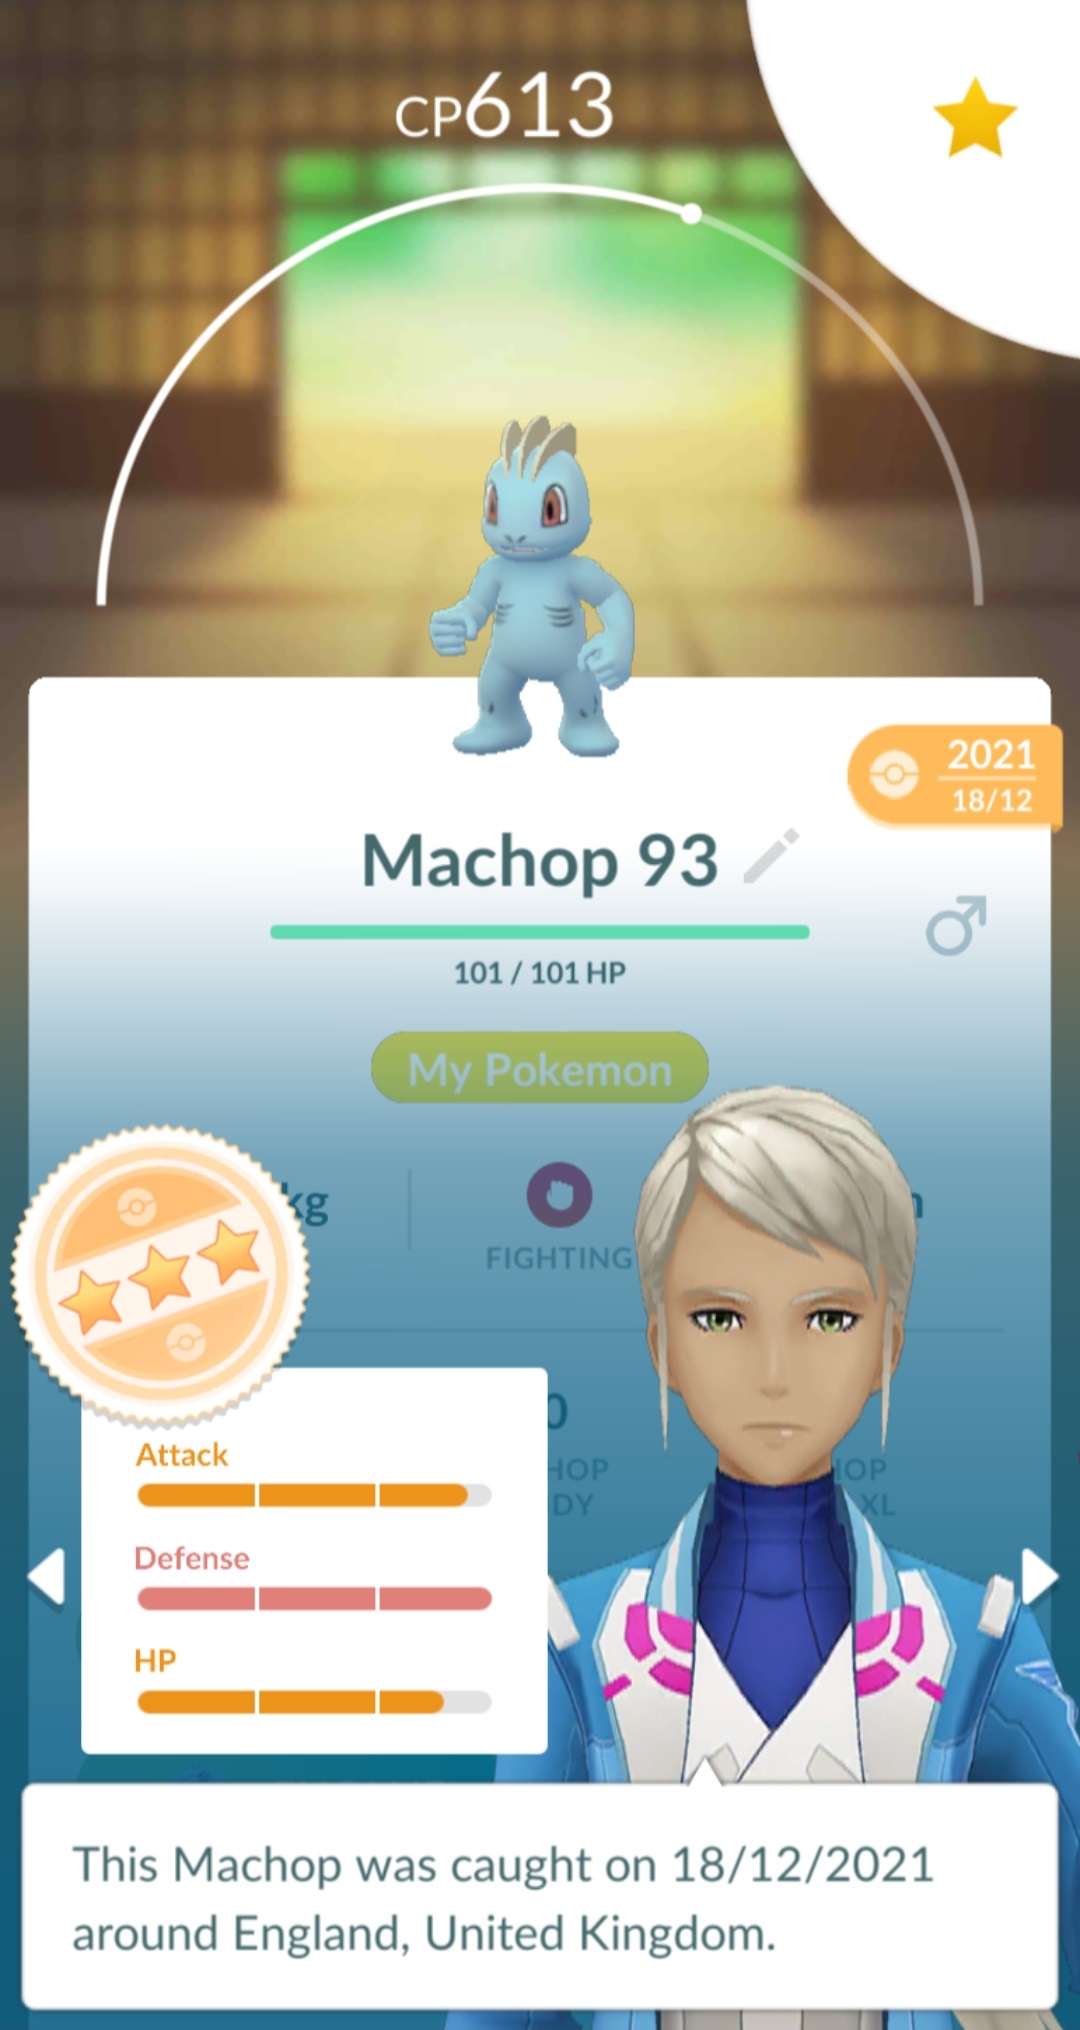 CP613
2021
18/12
Machop 93
101 / 101 HP
My Pokemon
kg
FIGHTING
Attack
Defense
HP
This Machop was caught on 18/12/2021
around England, United Kingdom.